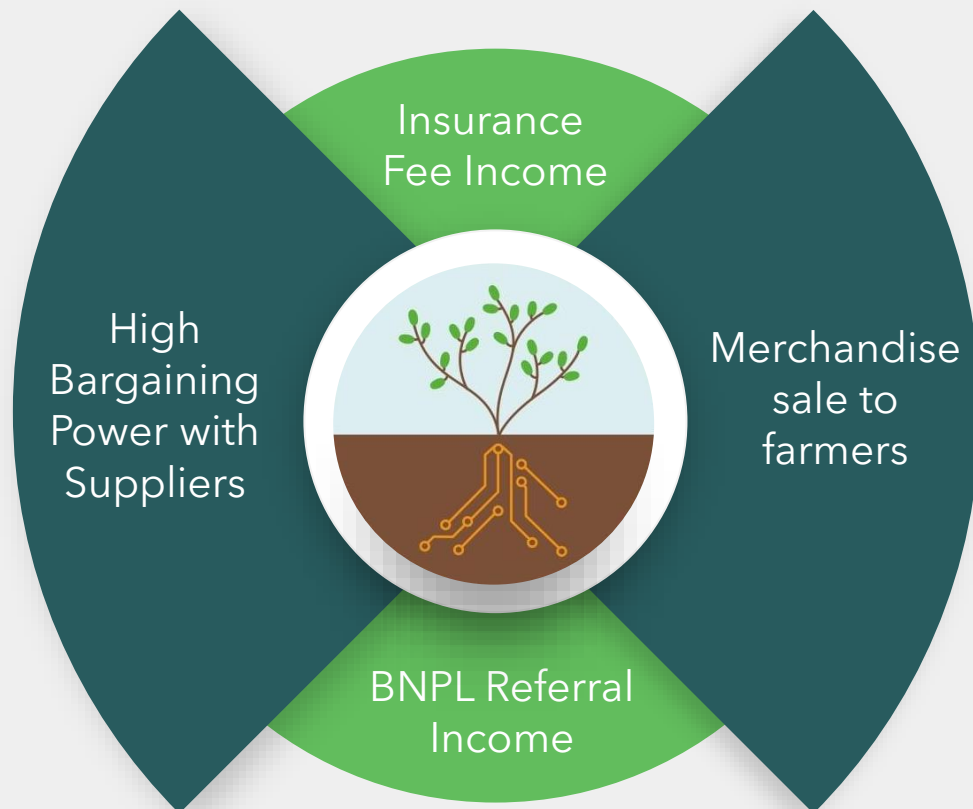 Insurance
Fee Income
High
Bargaining
Power with
Suppliers
Merchandise
sale to
farmers
BNPL Referral
Income